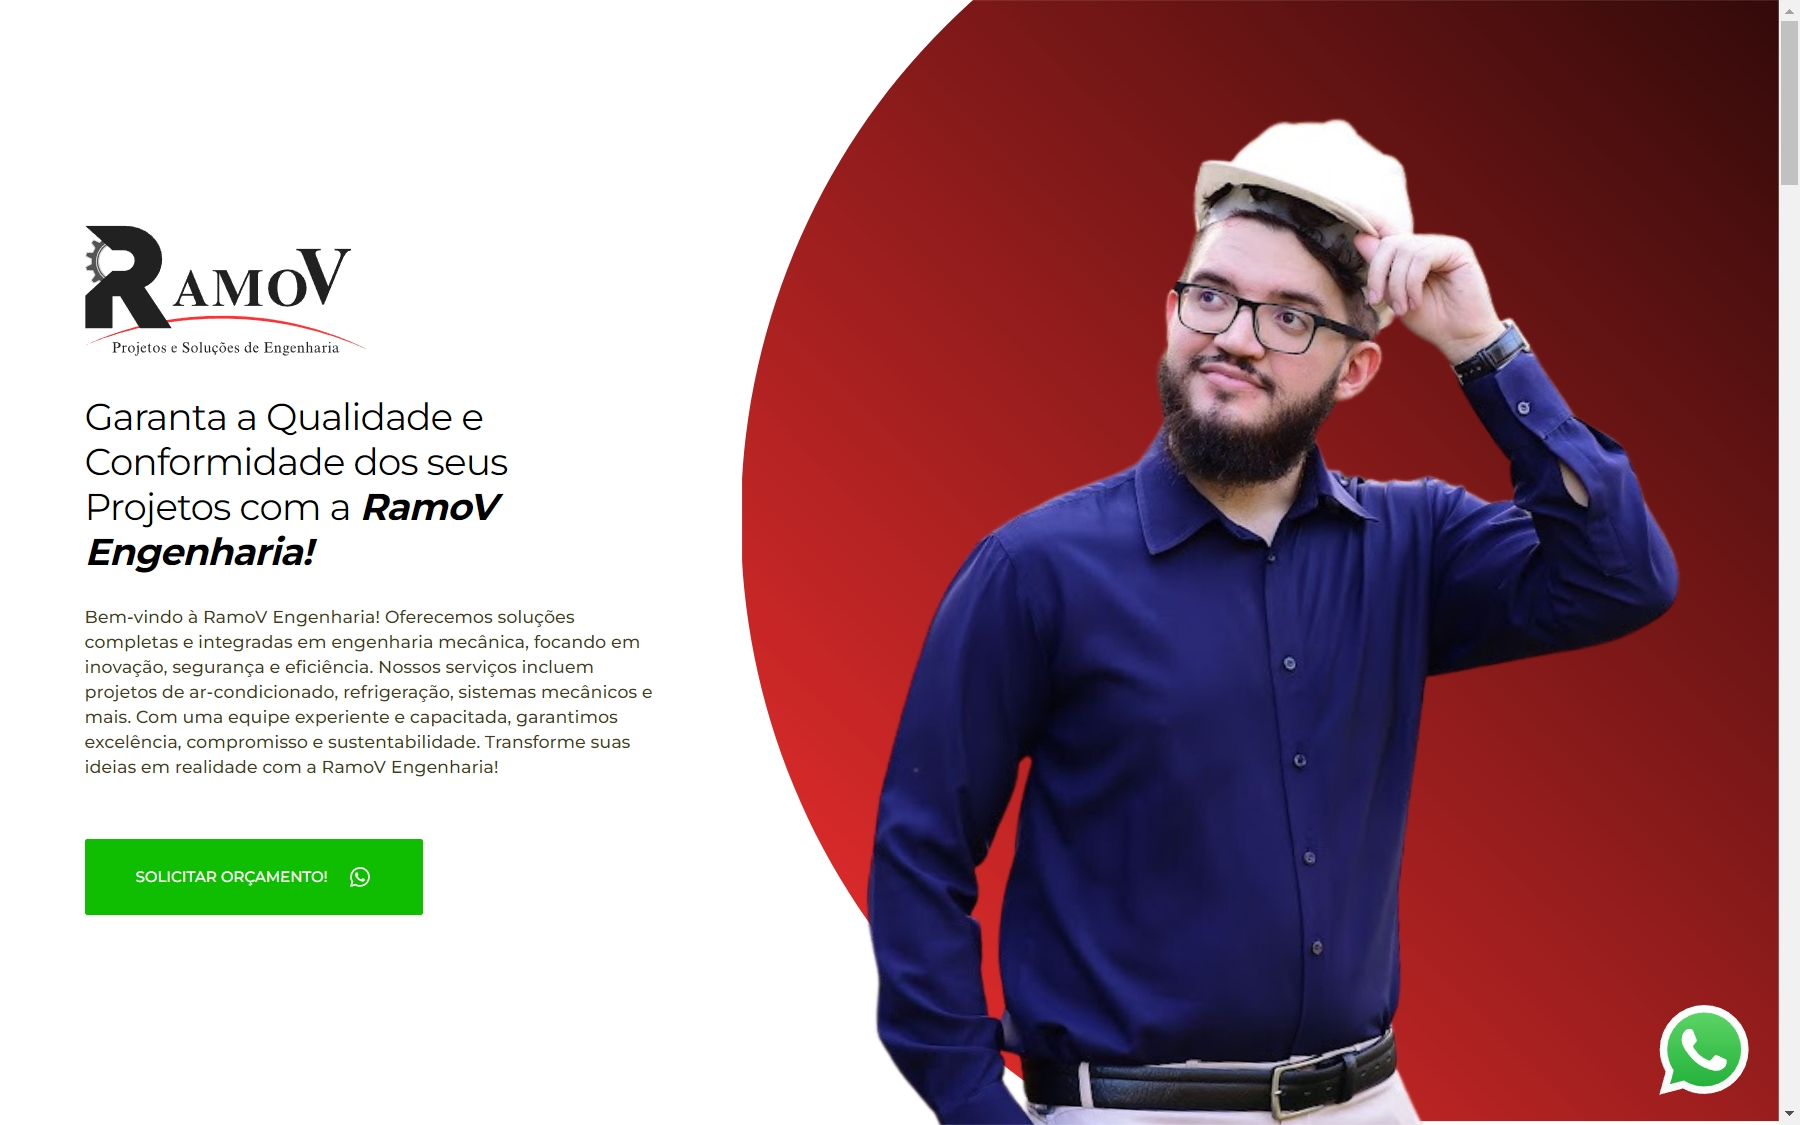 RAMOV
Projetos e Soluções de Engenharia
Garanta a Qualidade e
Conformidade dos seus
Projetos com a RamoV
Engenharia!
Bem-vindo à RamoV Engenharia! Oferecemos soluções
completas e integradas em engenharia mecânica, focando em
inovação, segurança e eficiência. Nossos serviços incluem
projetos de ar-condicionado, refrigeração, sistemas mecânicos e
mais. Com uma equipe experiente e capacitada, garantimos
excelência, compromisso e sustentabilidade. Transforme suas
ideias em realidade com a RamoV Engenharia!
SOLICITAR ORÇAMENTO!